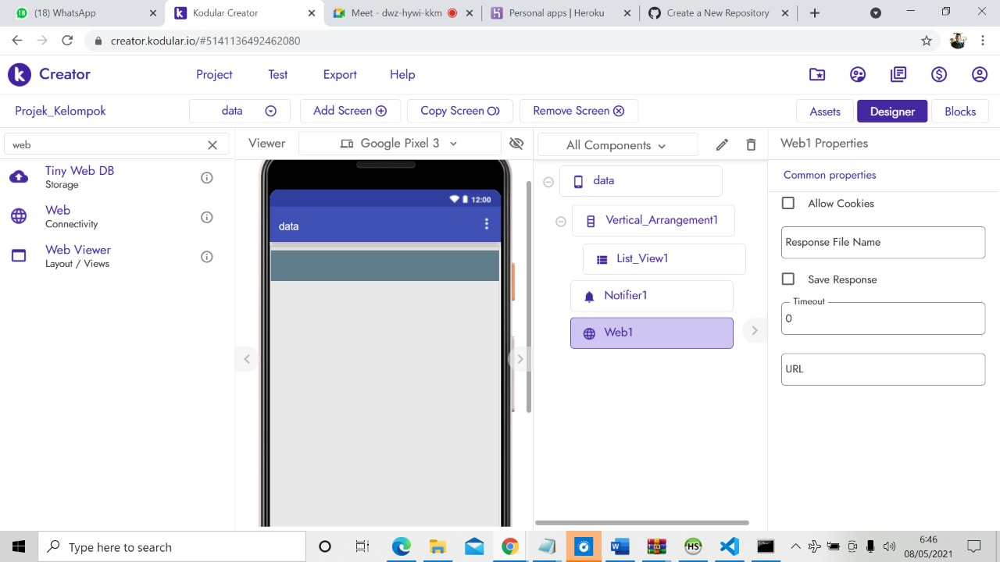 (18) WhatsApp
Kodular Creator
Meet - dwz-hywi-kkm
Personal apps | Heroku
Create a New Repository
creator.kodular.io/#5141136492462080
Creator
Project
Test
Export
Help
Projek_Kelompok
data
Add Screen
Copy Screen
Remove Screen
Assets
Designer
Blocks
web
Viewer
Google Pixel 3
All Components
Web1 Properties
Tiny Web DB
Storage
Web
Connectivity
Web Viewer
Layout / Views
12:00
data
data
Vertical_Arrangement1
List_View1
Notifier1
Web1
Common properties
Allow Cookies
Response File Name
Save Response
Timeout
0
URL
Type here to search
6:46
08/05/2021